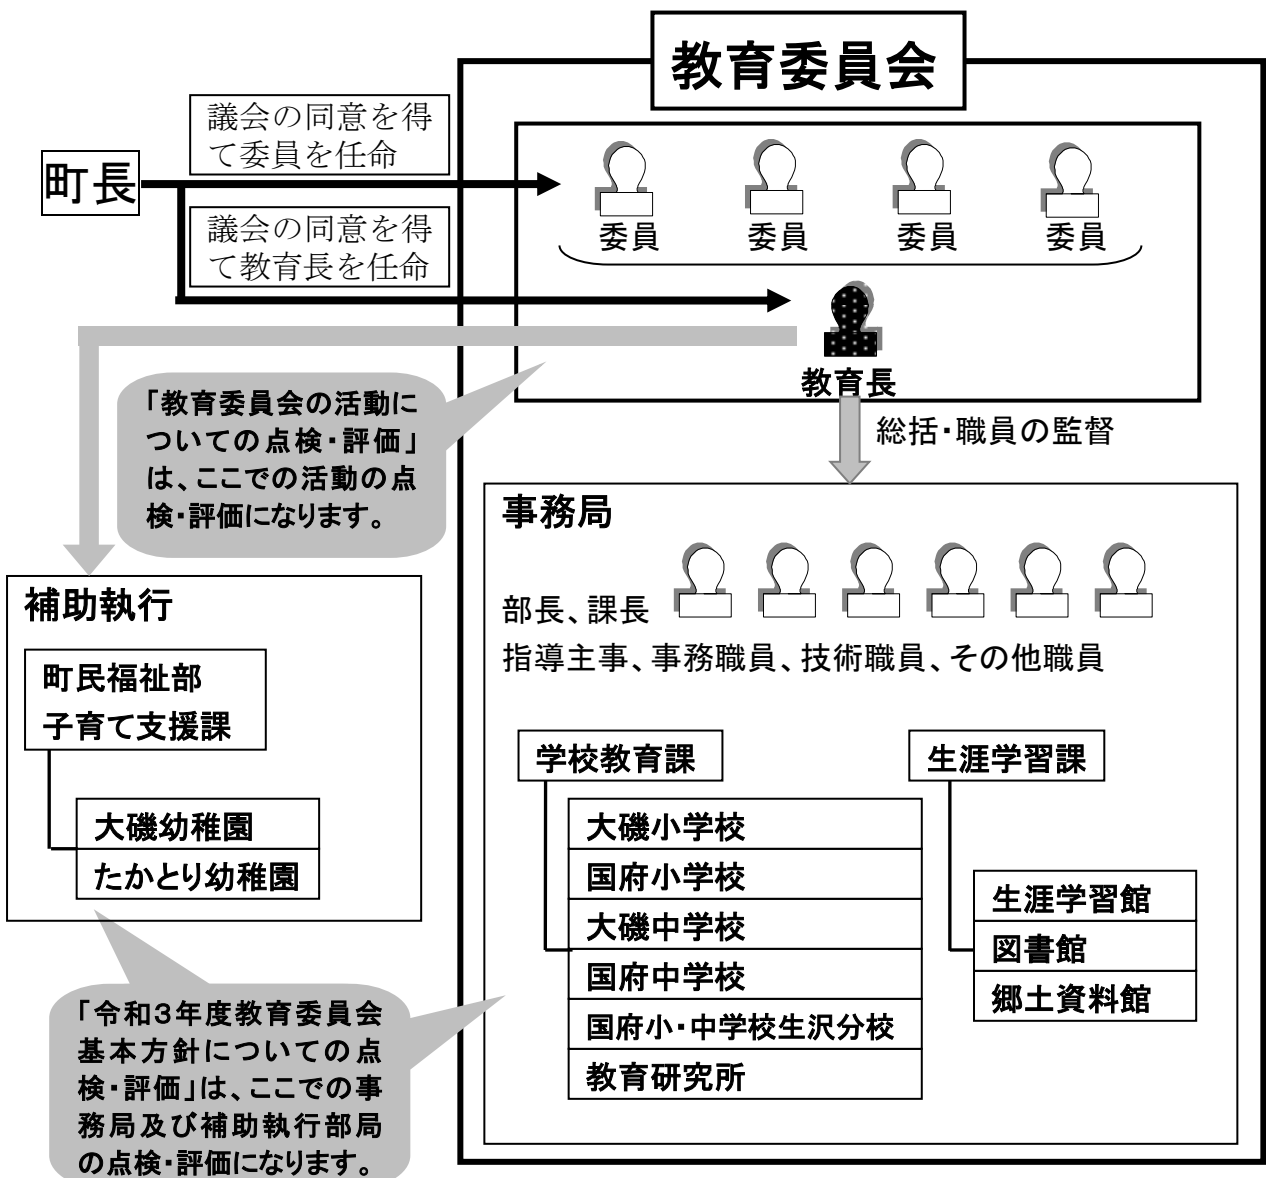 教育委員会
議会の同意を得
て委員を任命
町長
議会の同意を得
て教育長を任命
委員
委員
委員
委員
教育長
総括・職員の監督
「教育委員会の活動に
ついての点検・評価」
は、ここでの活動の点
検・評価になります。
事務局
部長、課長
指導主事、事務職員、技術職員、その他職員
補助執行
町民福祉部
子育て支援課
大磯幼稚園
たかとり幼稚園
学校教育課
大磯小学校
国府小学校
大磯中学校
国府中学校
国府小・中学校生沢分校
教育研究所
生涯学習課
生涯学習館
図書館
郷土資料館
「令和3年度教育委員会
基本方針についての点
検・評価」は、ここでの事
務局及び補助執行部局
の点検・評価になります。